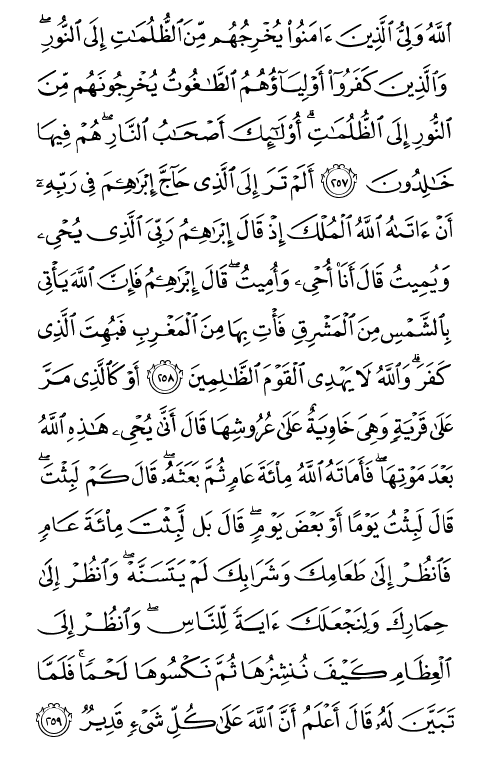 ٱللَّهُ وَلِىُّ ٱلَّذِينَ ءَامَنُوا۟ يُخْرِجُهُم مِّنَ ٱلظُّلُمَـٰتِ إِلَى ٱلنُّورِ ۖ
وَٱلَّذِينَ كَفَرُوٓا۟ أَوْلِيَآؤُهُمُ ٱلطَّـٰغُوتُ يُخْرِجُونَهُم مِّنَ
ٱلنُّورِ إِلَى ٱلظُّلُمَـٰتِ ۗ أُو۟لَـٰٓئِكَ أَصْحَـٰبُ ٱلنَّارِ ۖ هُمْ فِيهَا
خَـٰلِدُونَ ﴿٢٥٧﴾ أَلَمْ تَرَ إِلَى ٱلَّذِى حَآجَّ إِبْرَٰهِـۧمَ فِى رَبِّهِۦٓ
أَنْ ءَاتَىٰهُ ٱللَّهُ ٱلْمُلْكَ إِذْ قَالَ إِبْرَٰهِـۧمُ رَبِّىَ ٱلَّذِى يُحْىِۦ
وَيُمِيتُ قَالَ أَنَا۠ أُحْىِۦ وَأُمِيتُ ۖ قَالَ إِبْرَٰهِـۧمُ فَإِنَّ ٱللَّهَ يَأْتِى
بِٱلشَّمْسِ مِنَ ٱلْمَشْرِقِ فَأْتِ بِهَا مِنَ ٱلْمَغْرِبِ فَبُهِتَ ٱلَّذِى
كَفَرَ ۗ وَٱللَّهُ لَا يَهْدِى ٱلْقَوْمَ ٱلظَّـٰلِمِينَ ﴿٢٥٨﴾ أَوْ كَٱلَّذِى مَرَّ
عَلَىٰ قَرْيَةٍ وَهِىَ خَاوِيَةٌ عَلَىٰ عُرُوشِهَا قَالَ أَنَّىٰ يُحْىِۦ هَـٰذِهِ ٱللَّهُ
بَعْدَ مَوْتِهَا ۖ فَأَمَاتَهُ ٱللَّهُ مِا۟ئَةَ عَامٍ ثُمَّ بَعَثَهُۥ ۖ قَالَ كَمْ لَبِثْتَ ۖ
قَالَ لَبِثْتُ يَوْمًا أَوْ بَعْضَ يَوْمٍ ۖ قَالَ بَل لَّبِثْتَ مِا۟ئَةَ عَامٍ
فَٱنظُرْ إِلَىٰ طَعَامِكَ وَشَرَابِكَ لَمْ يَتَسَنَّهْ ۖ وَٱنظُرْ إِلَىٰ
حِمَارِكَ وَلِنَجْعَلَكَ ءَايَةً لِّلنَّاسِ ۖ وَٱنظُرْ إِلَى
ٱلْعِظَامِ كَيْفَ نُنشِزُهَا ثُمَّ نَكْسُوهَا لَحْمًا ۚ فَلَمَّا
تَبَيَّنَ لَهُۥ قَالَ أَعْلَمُ أَنَّ ٱللَّهَ عَلَىٰ كُلِّ شَىْءٍ قَدِيرٌ ﴿٢٥٩﴾